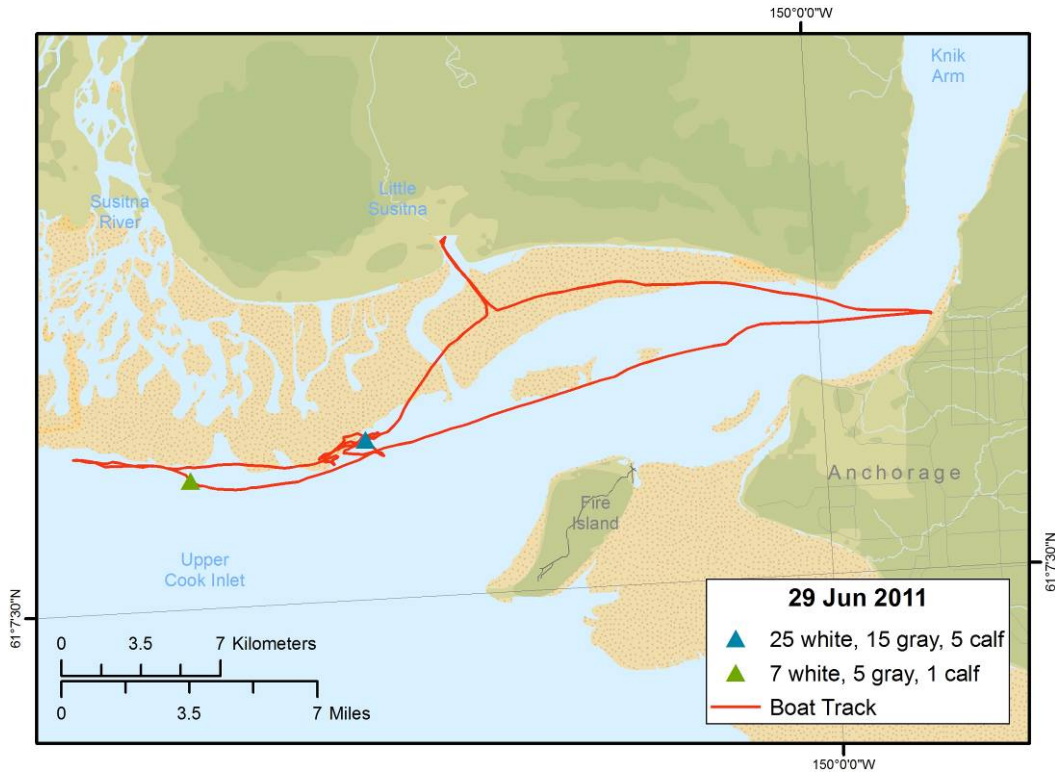 150°0'0"W
Knik
Arm
Little
Susitna
Susitna
River
Anchorage
Fire
Island
Upper
Cook Inlet
61°7'30"N
61°7'30"N
29 Jun 2011
25 white, 15 gray, 5 calf
7 white, 5 gray, 1 calf
Boat Track
0 3.5 7 Kilometers
0 3.5 7 Miles
150°0'0"W